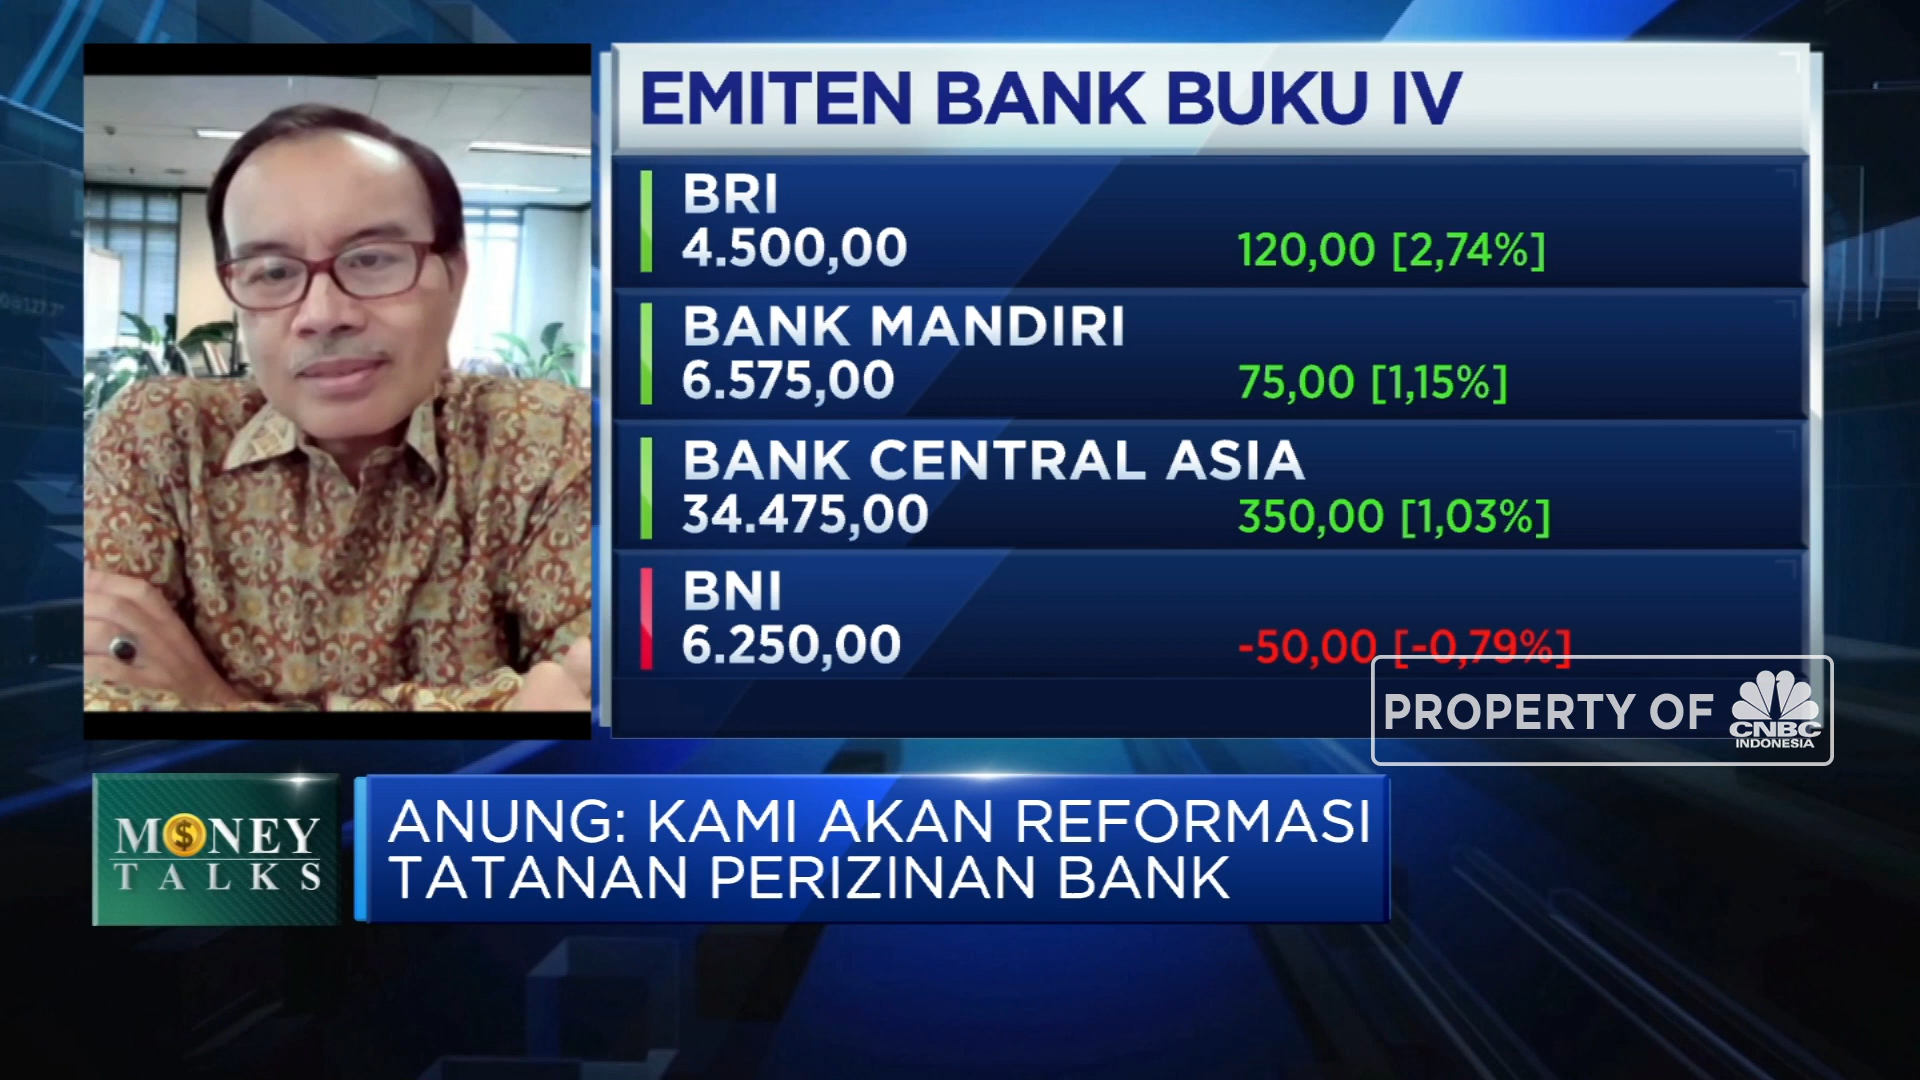 EMITEN BANK BUKU IV
BRI
4.500,00 120,00 [2,74%]
BANK MANDIRI
6.575,00 75,00 [1,15%]
BANK CENTRAL ASIA
34.475,00 350,00 [1,03%]
BNI
6.250,00 -50,00 [-0,79%]
PROPERTY OF CNBC INDONESIA
MONEY
TALKS
ANUNG: KAMI AKAN REFORMASI
TATANAN PERIZINAN BANK